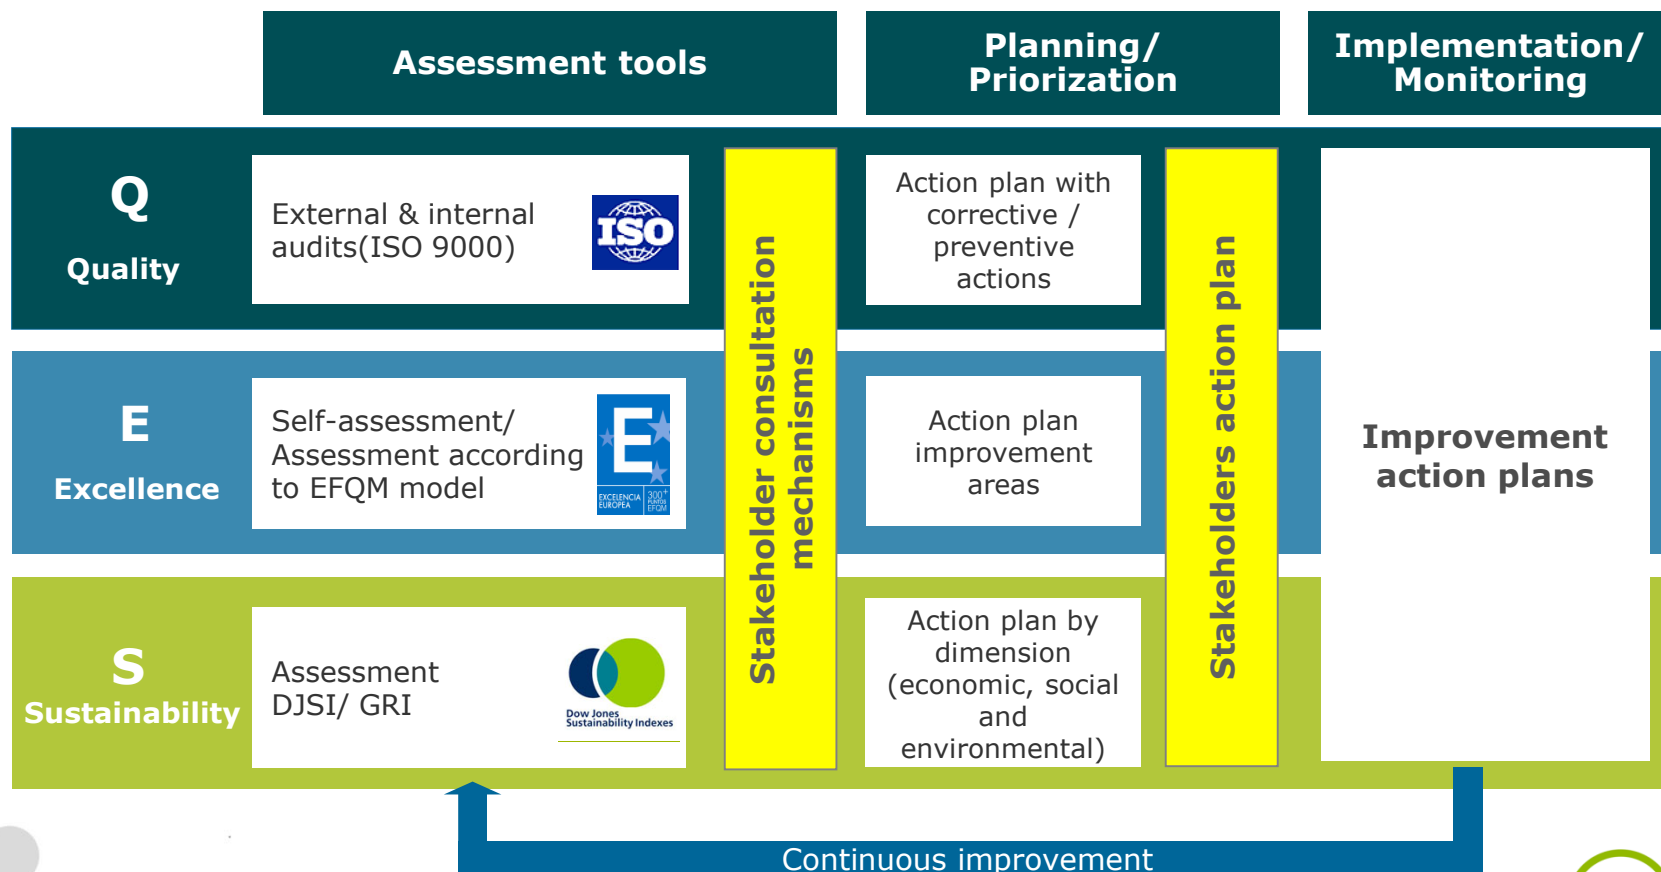 Assessment tools
Planning/
Priorization
Implementation/
Monitoring
Q
Quality
External & internal
audits(ISO 9000)
ISO
Stakeholder consultation
mechanisms
Action plan with
corrective /
preventive
actions
Stakeholders action plan
Improvement
action plans
E
Excellence
Self-assessment/
Assessment according
to EFQM model
E
EXCELENCIA
EUROPEA
300+
PUNTOS
EFQM
Action plan
improvement
areas
S
Sustainability
Assessment
DJSI/ GRI
Dow Jones
Sustainability Indexes
Action plan by
dimension
(economic, social
and
environmental)
Continuous improvement